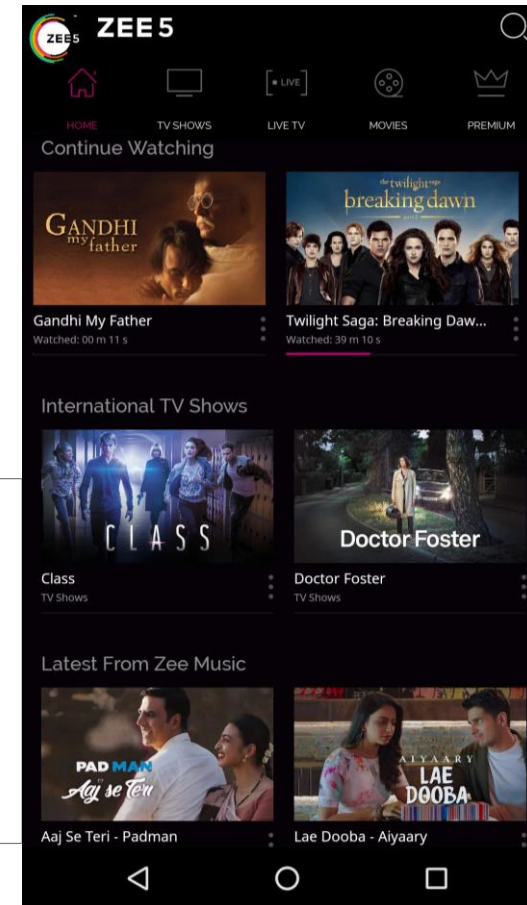 ZEE5
ZEE5
LIVE
HOME
TV SHOWS
LIVE TV
MOVIES
PREMIUM
Continue Watching
GANDHI
my father
the twilight saga
breaking dawn
Gandhi My Father
Watched: 00 m 11 s
Twilight Saga: Breaking Daw...
Watched: 39 m 10 s
International TV Shows
CLASS
Doctor Foster
Class
TV Shows
Doctor Foster
TV Shows
Latest From Zee Music
PAD MAN
Aaj se Teri
AIYAARY
LAE
DOOBA
Aaj Se Teri - Padman
Lae Dooba - Aiyaary